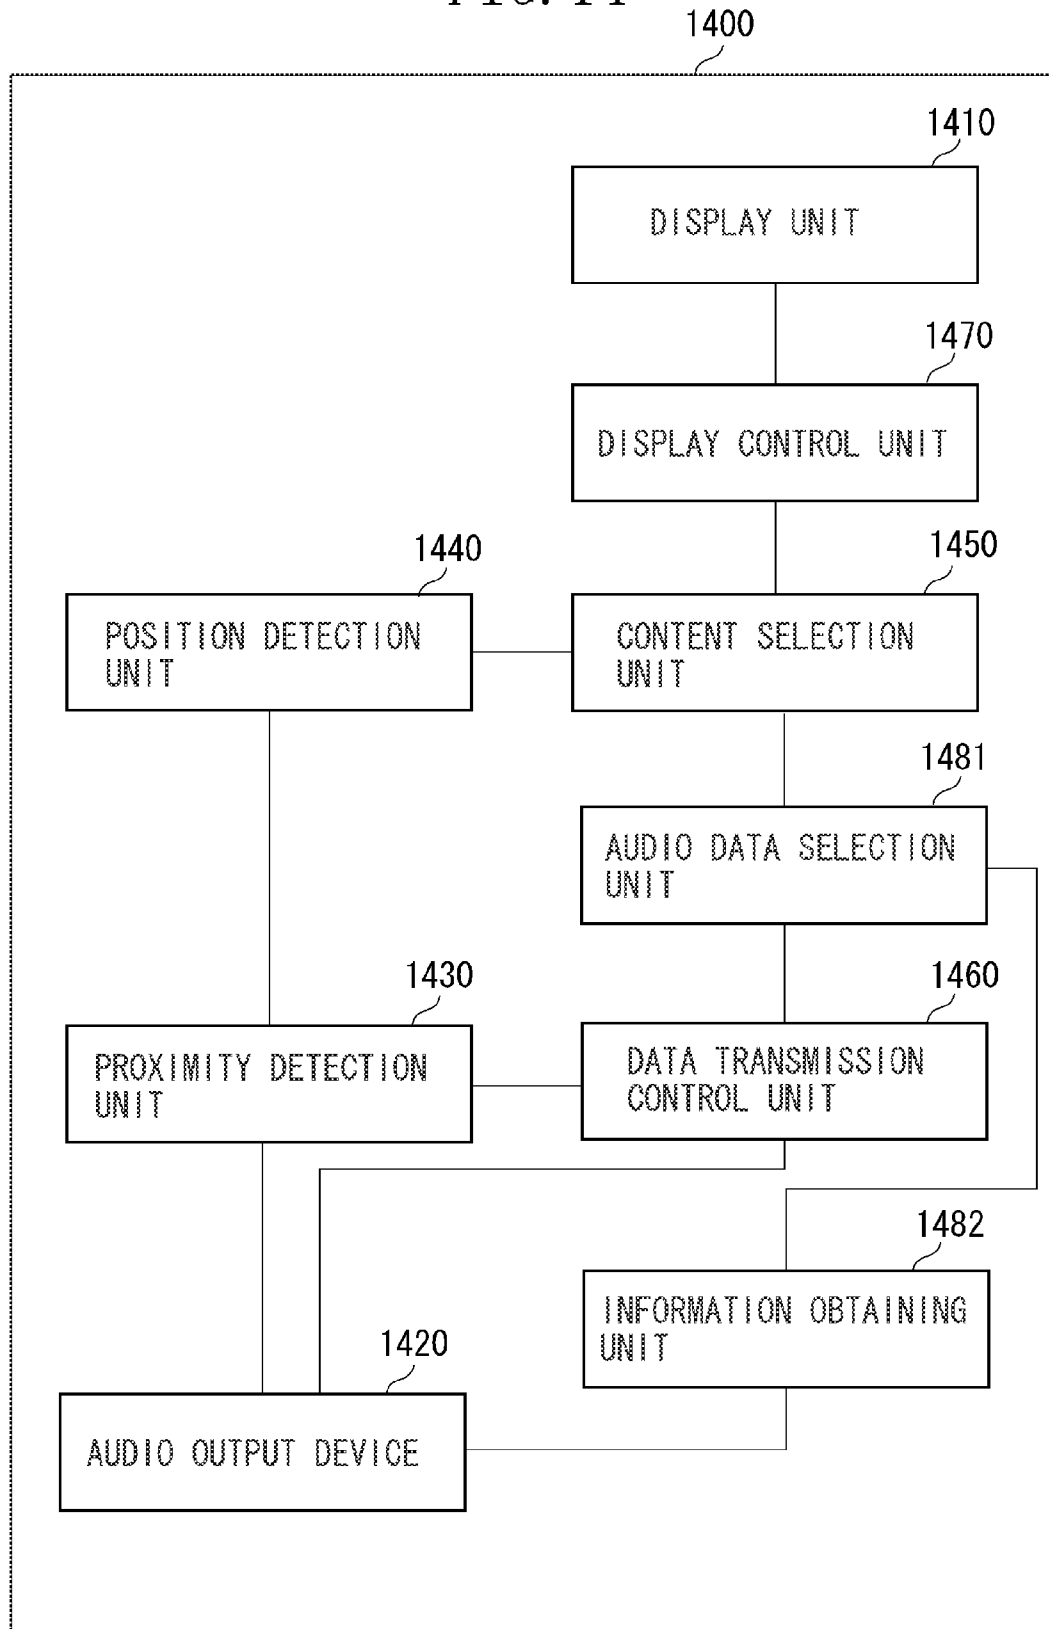 1400
1410
DISPLAY UNIT
1470
DISPLAY CONTROL UNIT
1440
1450
POSITION DETECTION
UNIT
CONTENT SELECTION
UNIT
1481
AUDIO DATA SELECTION
UNIT
1430
1460
PROXIMITY DETECTION
UNIT
DATA TRANSMISSION
CONTROL UNIT
1482
INFORMATION OBTAINING
UNIT
1420
AUDIO OUTPUT DEVICE